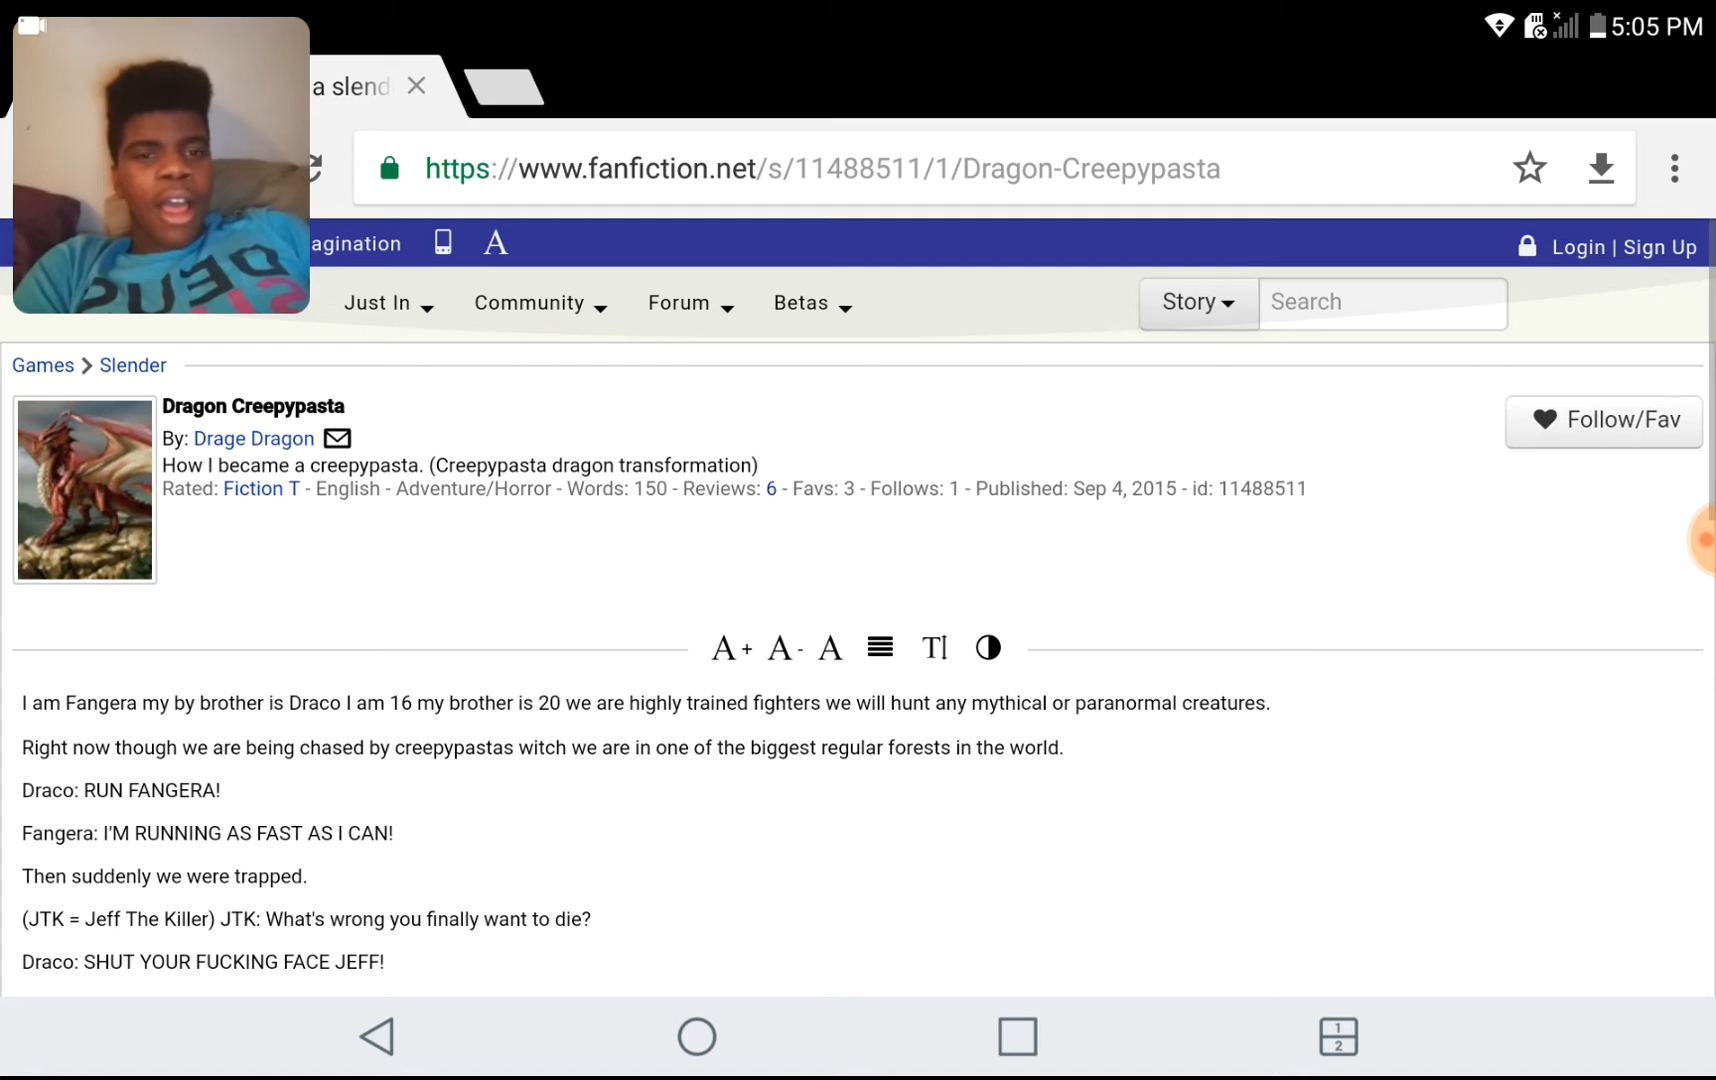 5:05 PM
a slend
https://www.fanfiction.net/s/11488511/1/Dragon-Creepypasta
agination A
Login | Sign Up
Just In Community Forum Betas Story Search
Games Slender
Dragon Creepypasta
Follow/Fav
By: Drage Dragon
How I became a creepypasta. (Creepypasta dragon transformation)
Rated: Fiction T - English - Adventure/Horror - Words: 150 - Reviews: 6 - Favs: 3 - Follows: 1 - Published: Sep 4, 2015 - id: 11488511
A + A - A T
I am Fangera my by brother is Draco I am 16 my brother is 20 we are highly trained fighters we will hunt any mythical or paranormal creatures.
Right now though we are being chased by creepypastas witch we are in one of the biggest regular forests in the world.
Draco: RUN FANGERA!
Fangera: I'M RUNNING AS FAST AS I CAN!
Then suddenly we were trapped.
(JTK = Jeff The Killer) JTK: What's wrong you finally want to die?
Draco: SHUT YOUR FUCKING FACE JEFF!
1
2